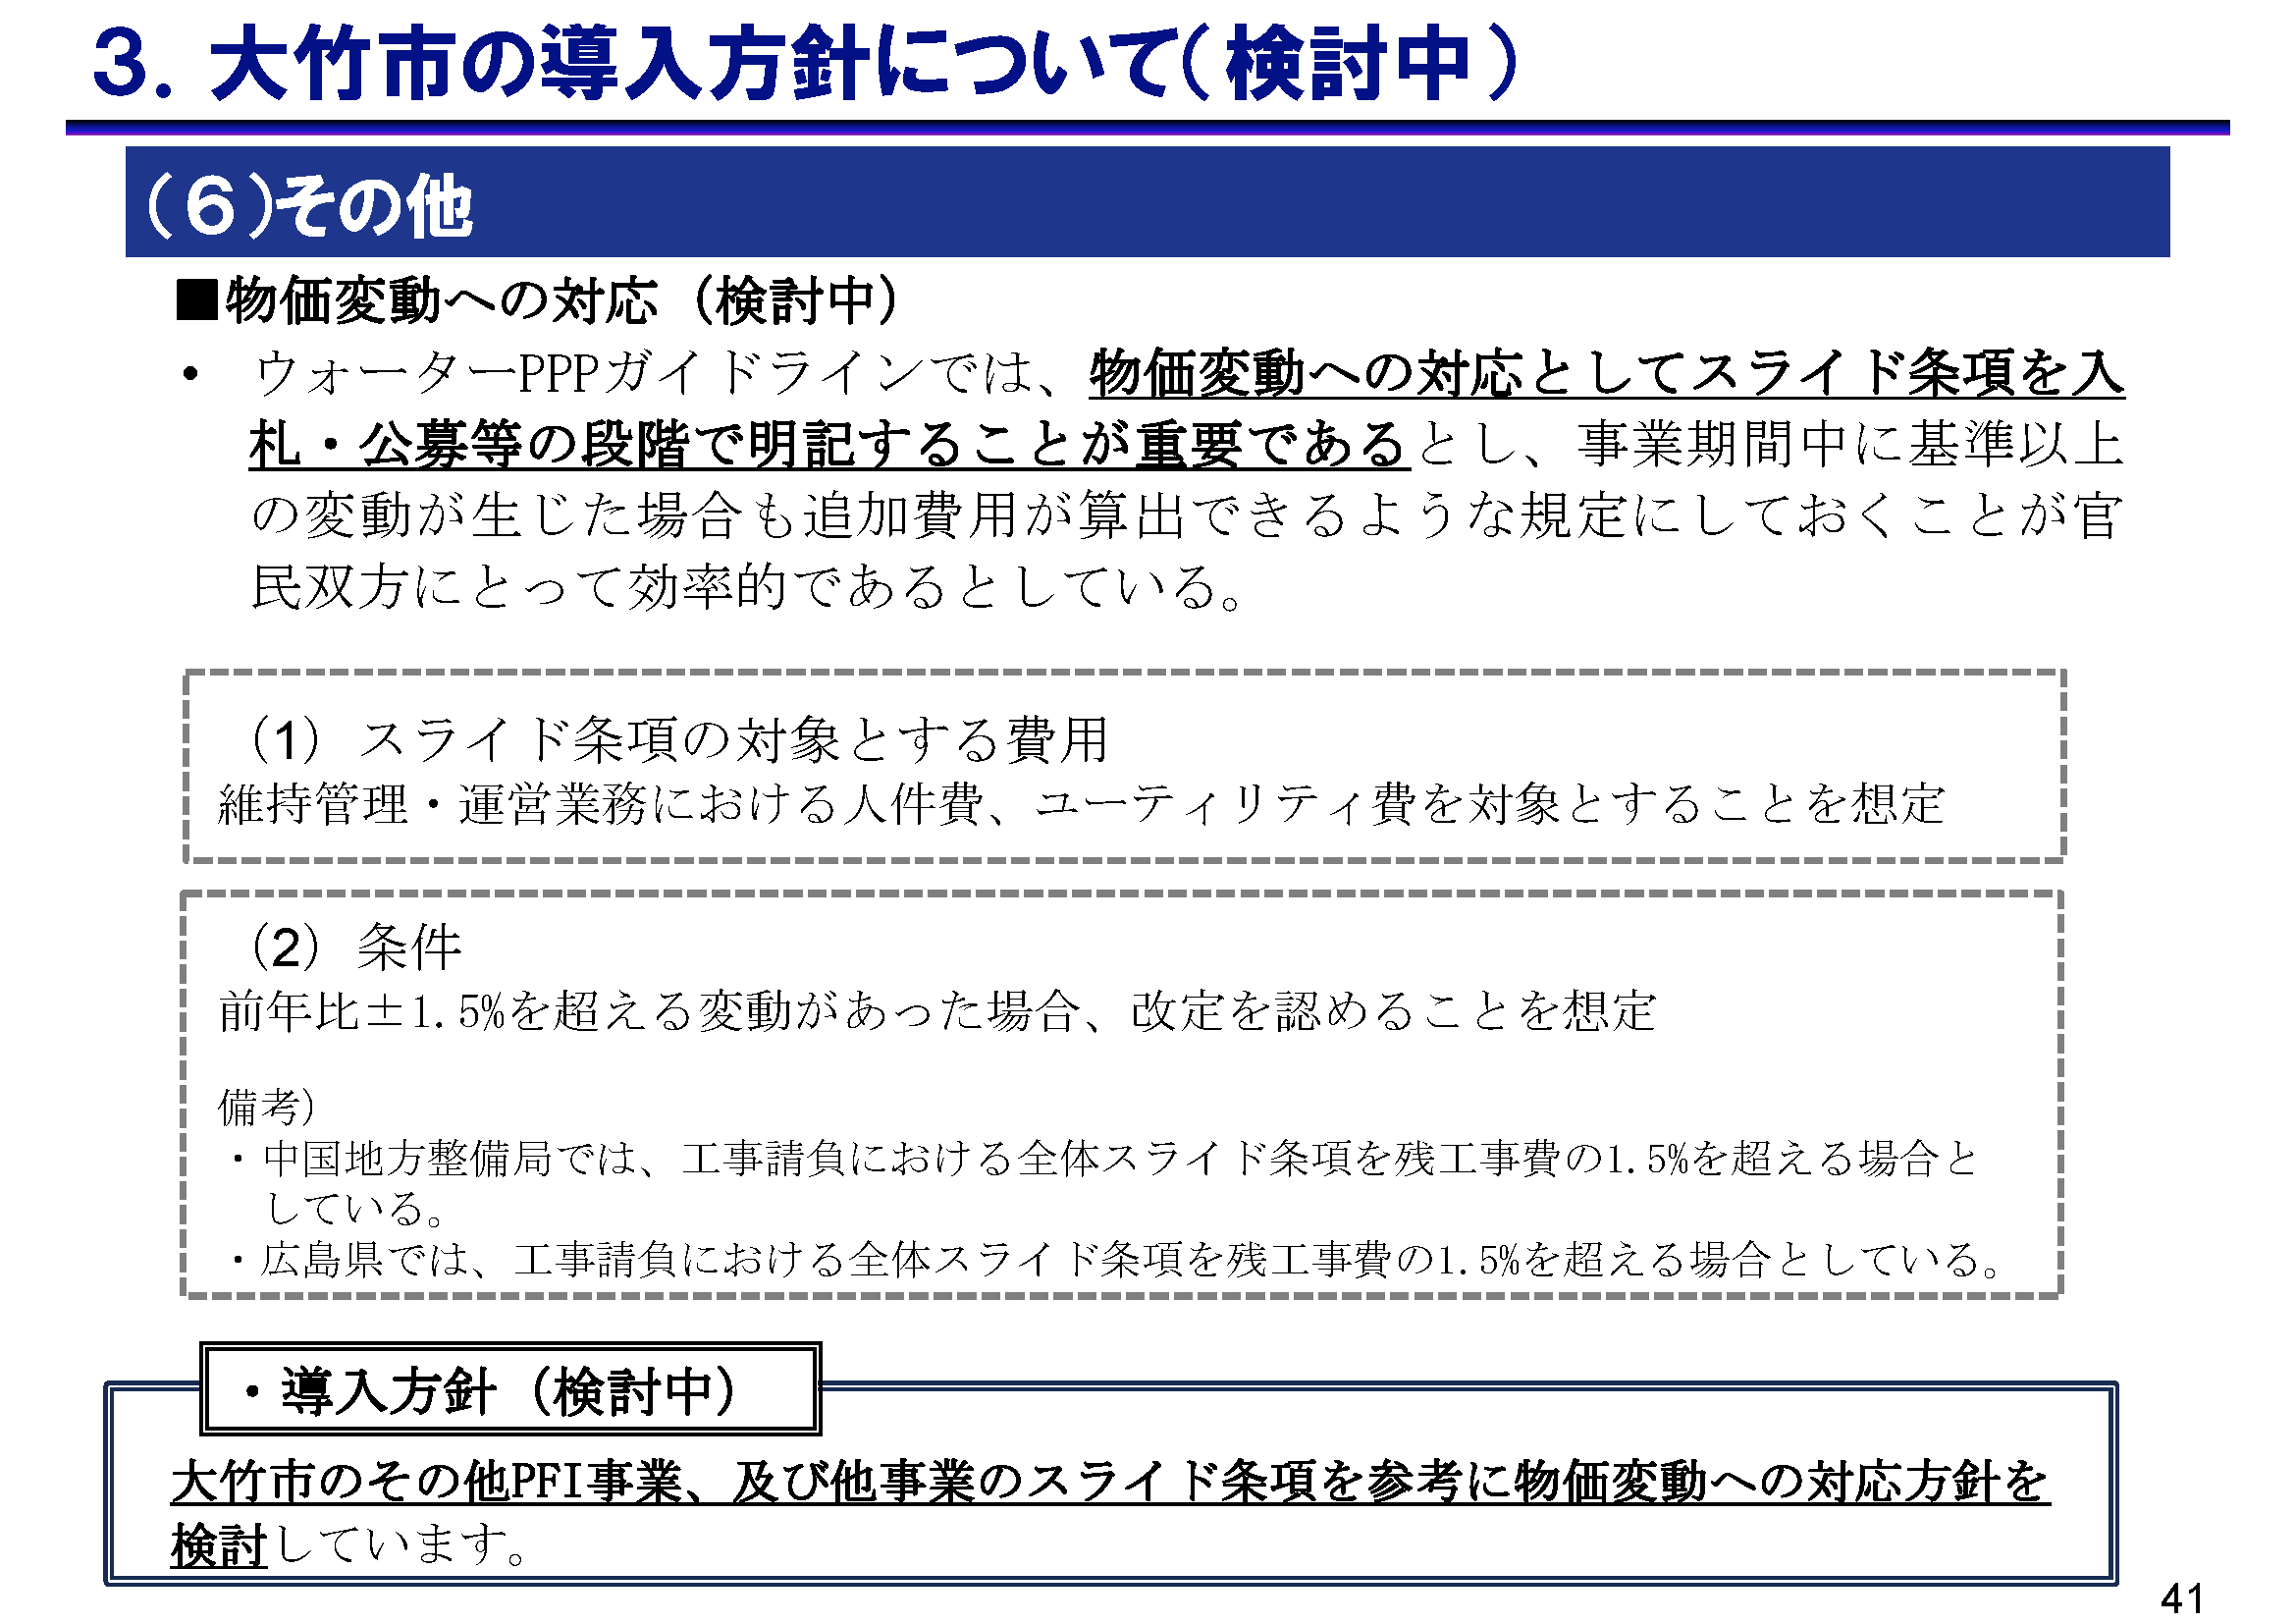 ３．大竹市の導入方針について（検討中）
（６）その他
■物価変動への対応（検討中）
• ウォーターPPPガイドラインでは、物価変動への対応としてスライド条項を入
札・公募等の段階で明記することが重要であるとし、事業期間中に基準以上
の変動が生じた場合も追加費用が算出できるような規定にしておくことが官
民双方にとって効率的であるとしている。
（1）スライド条項の対象とする費用
維持管理・運営業務における人件費、ユーティリティ費を対象とすることを想定
（2）条件
前年比±1.5%を超える変動があった場合、改定を認めることを想定
備考）
・中国地方整備局では、工事請負における全体スライド条項を残工事費の1.5%を超える場合と
している。
・広島県では、工事請負における全体スライド条項を残工事費の1.5%を超える場合としている。
・導入方針（検討中）
大竹市のその他PFI事業、及び他事業のスライド条項を参考に物価変動への対応方針を
検討しています。
41